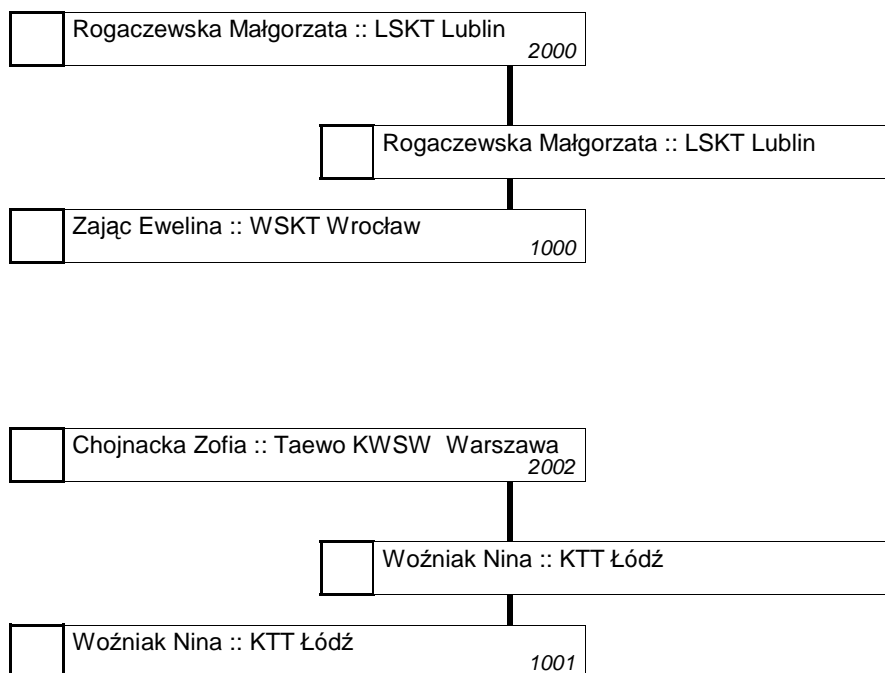 Rogaczewska Małgorzata :: LSKT Lublin
2000
Rogaczewska Małgorzata :: LSKT Lublin
Zając Ewelina :: WSKT Wrocław
1000
Chojnacka Zofia :: Taewo KWSW  Warszawa
2002
Woźniak Nina :: KTT Łódź
Woźniak Nina :: KTT Łódź
1001